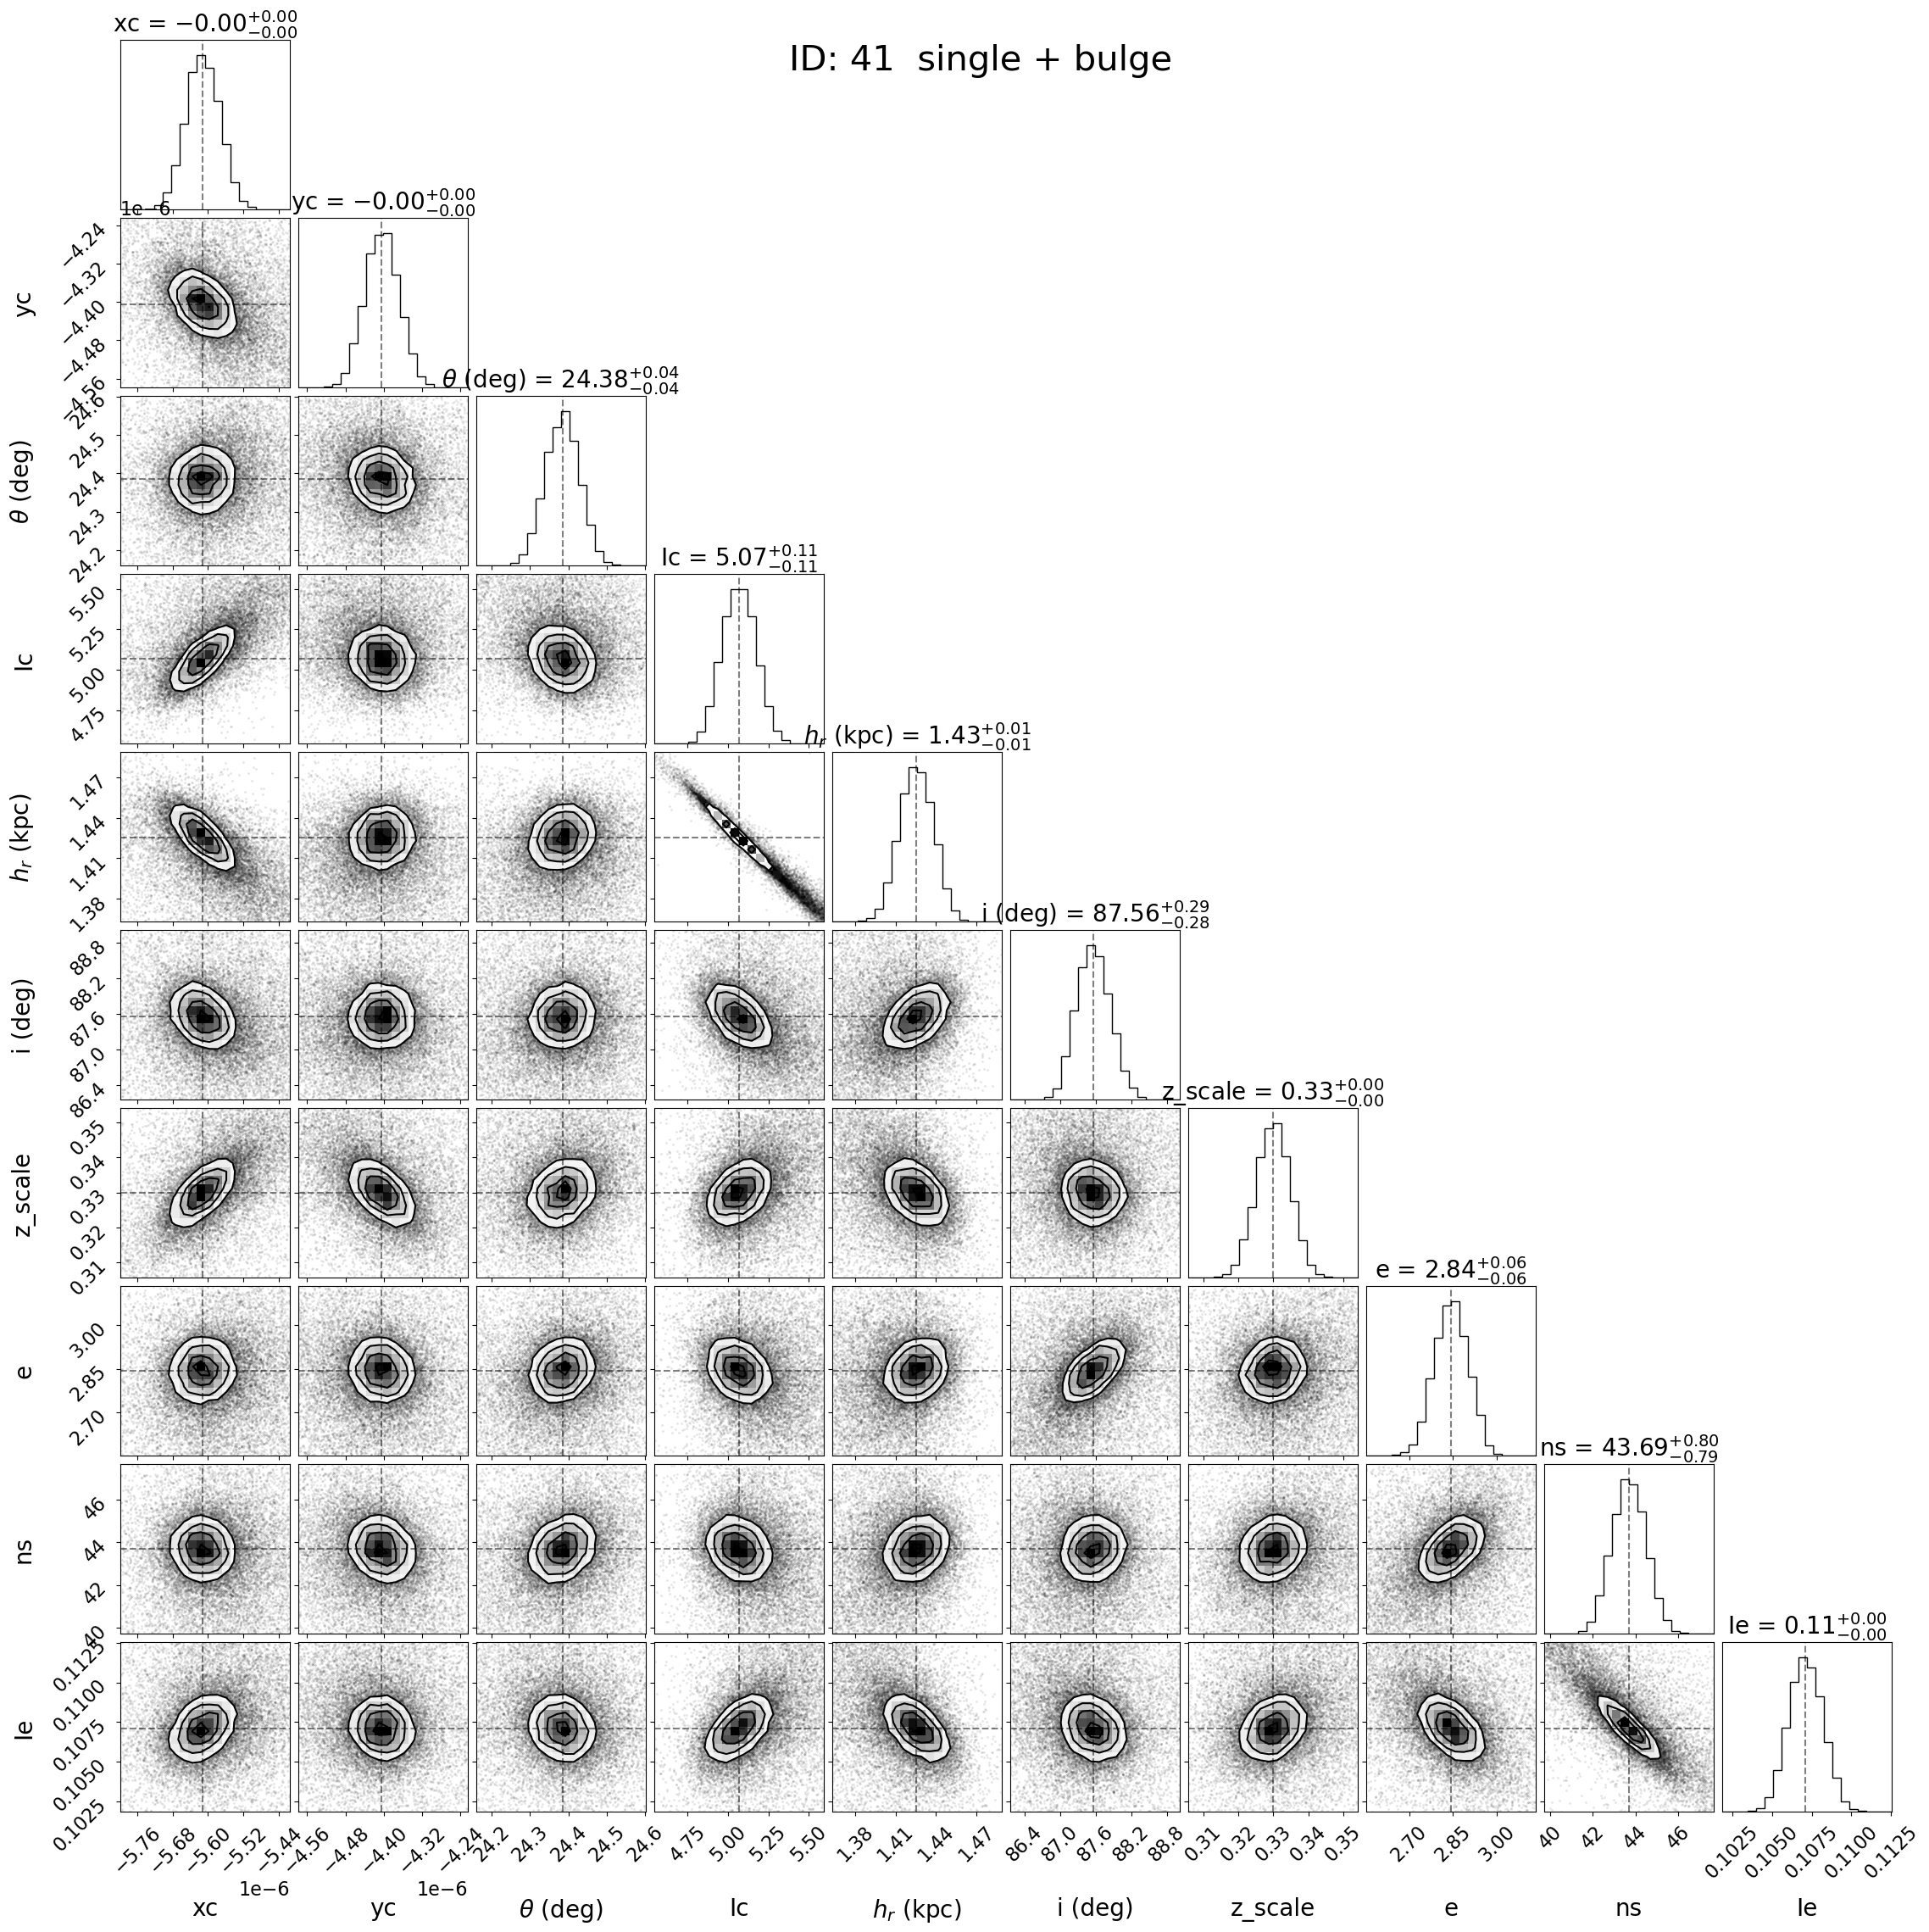 xc = −0.00 +0.00 −0.00
ID: 41 single + bulge
1e−6
yc = −0.00 +0.00 −0.00
yc
−4.24
−4.32
−4.40
−4.48
−4.56
θ (deg) = 24.38 +0.04 −0.04
θ (deg)
24.6
24.5
24.4
24.3
24.2
Ic = 5.07 +0.11 −0.11
Ic
5.50
5.25
5.00
4.75
hr (kpc) = 1.43 +0.01 −0.01
hr (kpc)
1.47
1.44
1.41
1.38
i (deg) = 87.56 +0.29 −0.28
i (deg)
88.8
88.2
87.6
87.0
86.4
z_scale = 0.33 +0.00 −0.00
z_scale
0.35
0.34
0.33
0.32
0.31
e = 2.84 +0.06 −0.06
e
3.00
2.85
2.70
ns = 43.69 +0.80 −0.79
ns
46
44
42
40
Ie = 0.11 +0.00 −0.00
Ie
0.1125
0.1100
0.1075
0.1050
0.1025
−5.76 −5.68 −5.60 −5.52 −5.44 −4.56 −4.48 −4.40 −4.32 −4.24 24.2 24.3 24.4 24.5 24.6 4.75 5.00 5.25 5.50 1.38 1.41 1.44 1.47 86.4 87.0 87.6 88.2 88.8 0.31 0.32 0.33 0.34 0.35 2.70 2.85 3.00 40 42 44 46 0.1025 0.1050 0.1075 0.1100 0.1125
1e−6 1e−6
xc yc θ (deg) Ic hr (kpc) i (deg) z_scale e ns Ie